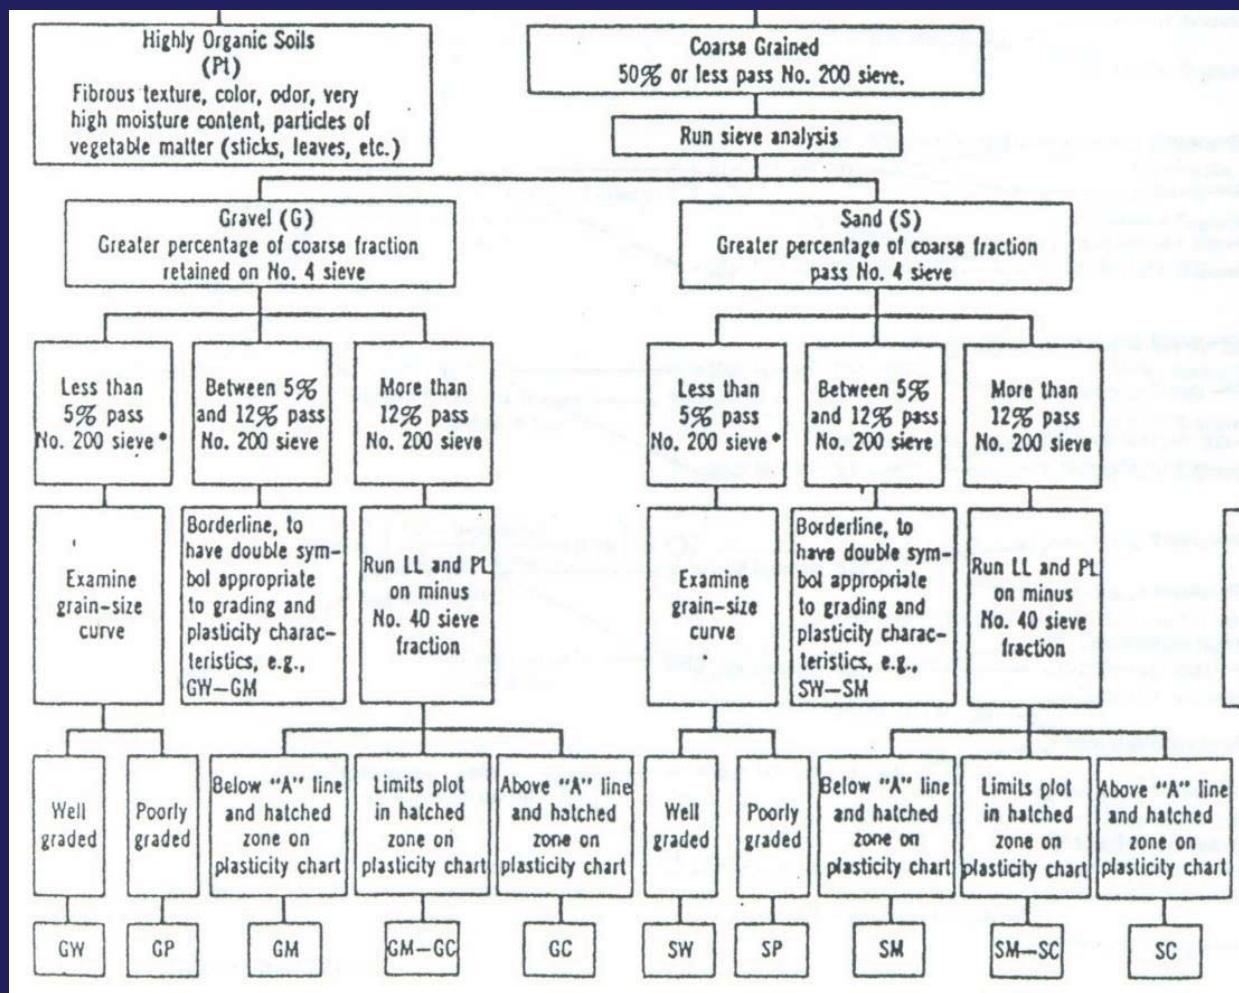 Highly Organic Soils
(Pt)
Fibrous texture, color, odor, very
high moisture content, particles of
vegetable matter (sticks, leaves, etc.)
Coarse Grained
50% or less pass No. 200 sieve.
Run sieve analysis
Gravel (G)
Greater percentage of coarse fraction
retained on No. 4 sieve
Sand (S)
Greater percentage of coarse fraction
pass No. 4 sieve
Less than
5% pass
No. 200 sieve*
Between 5%
and 12% pass
No. 200 sieve
More than
12% pass
No. 200 sieve
Less than
5% pass
No. 200 sieve*
Between 5%
and 12% pass
No. 200 sieve
More than
12% pass
No. 200 sieve
Examine
grain-size
curve
Borderline, to
have double sym-
bol appropriate
to grading and
plasticity charac-
teristics, e.g.,
GW-GM
Run LL and PL
on minus
No. 40 sieve
fraction
Examine
grain-size
curve
Borderline, to
have double sym-
bol appropriate
to grading and
plasticity charac-
teristics, e.g.,
SW-SM
Run LL and PL
on minus
No. 40 sieve
fraction
Well
graded
Poorly
graded
Below "A" line
and hatched
zone on
plasticity chart
Limits plot
in hatched
zone on
plasticity chart
Above "A" line
and hatched
zone on
plasticity chart
Well
graded
Poorly
graded
Below "A" line
and hatched
zone on
plasticity chart
Limits plot
in hatched
zone on
plasticity chart
Above "A" line
and hatched
zone on
plasticity chart
GW
GP
GM
GM-GC
GC
SW
SP
SM
SM-SC
SC